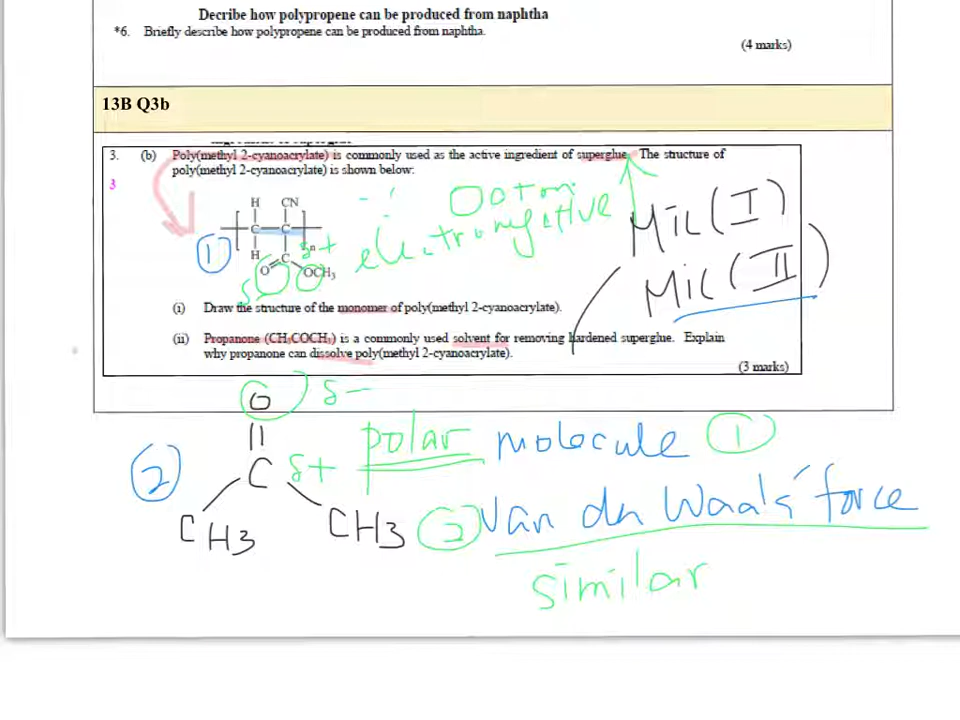 Decribe how polypropene can be produced from naphtha
*6. Briefly describe how polypropene can be produced from naphtha.
(4 marks)
13B Q3b
3. (b) Poly(methyl 2-cyanoacrylate) is commonly used as the active ingredient of superglue. The structure of
3 poly(methyl 2-cyanoacrylate) is shown below:
H CN
C C
H C n
O OCH3
1 δ+
δ
electronegative
Mic (I)
Mic (II)
(i) Draw the structure of the monomer of poly(methyl 2-cyanoacrylate).
(ii) Propanone (CH3COCH3) is a commonly used solvent for removing hardened superglue. Explain
why propanone can dissolve poly(methyl 2-cyanoacrylate).
(3 marks)
O δ-
polar molecule 1
2 C δ+
CH3 CH3
2 Van der Waals' force
similar